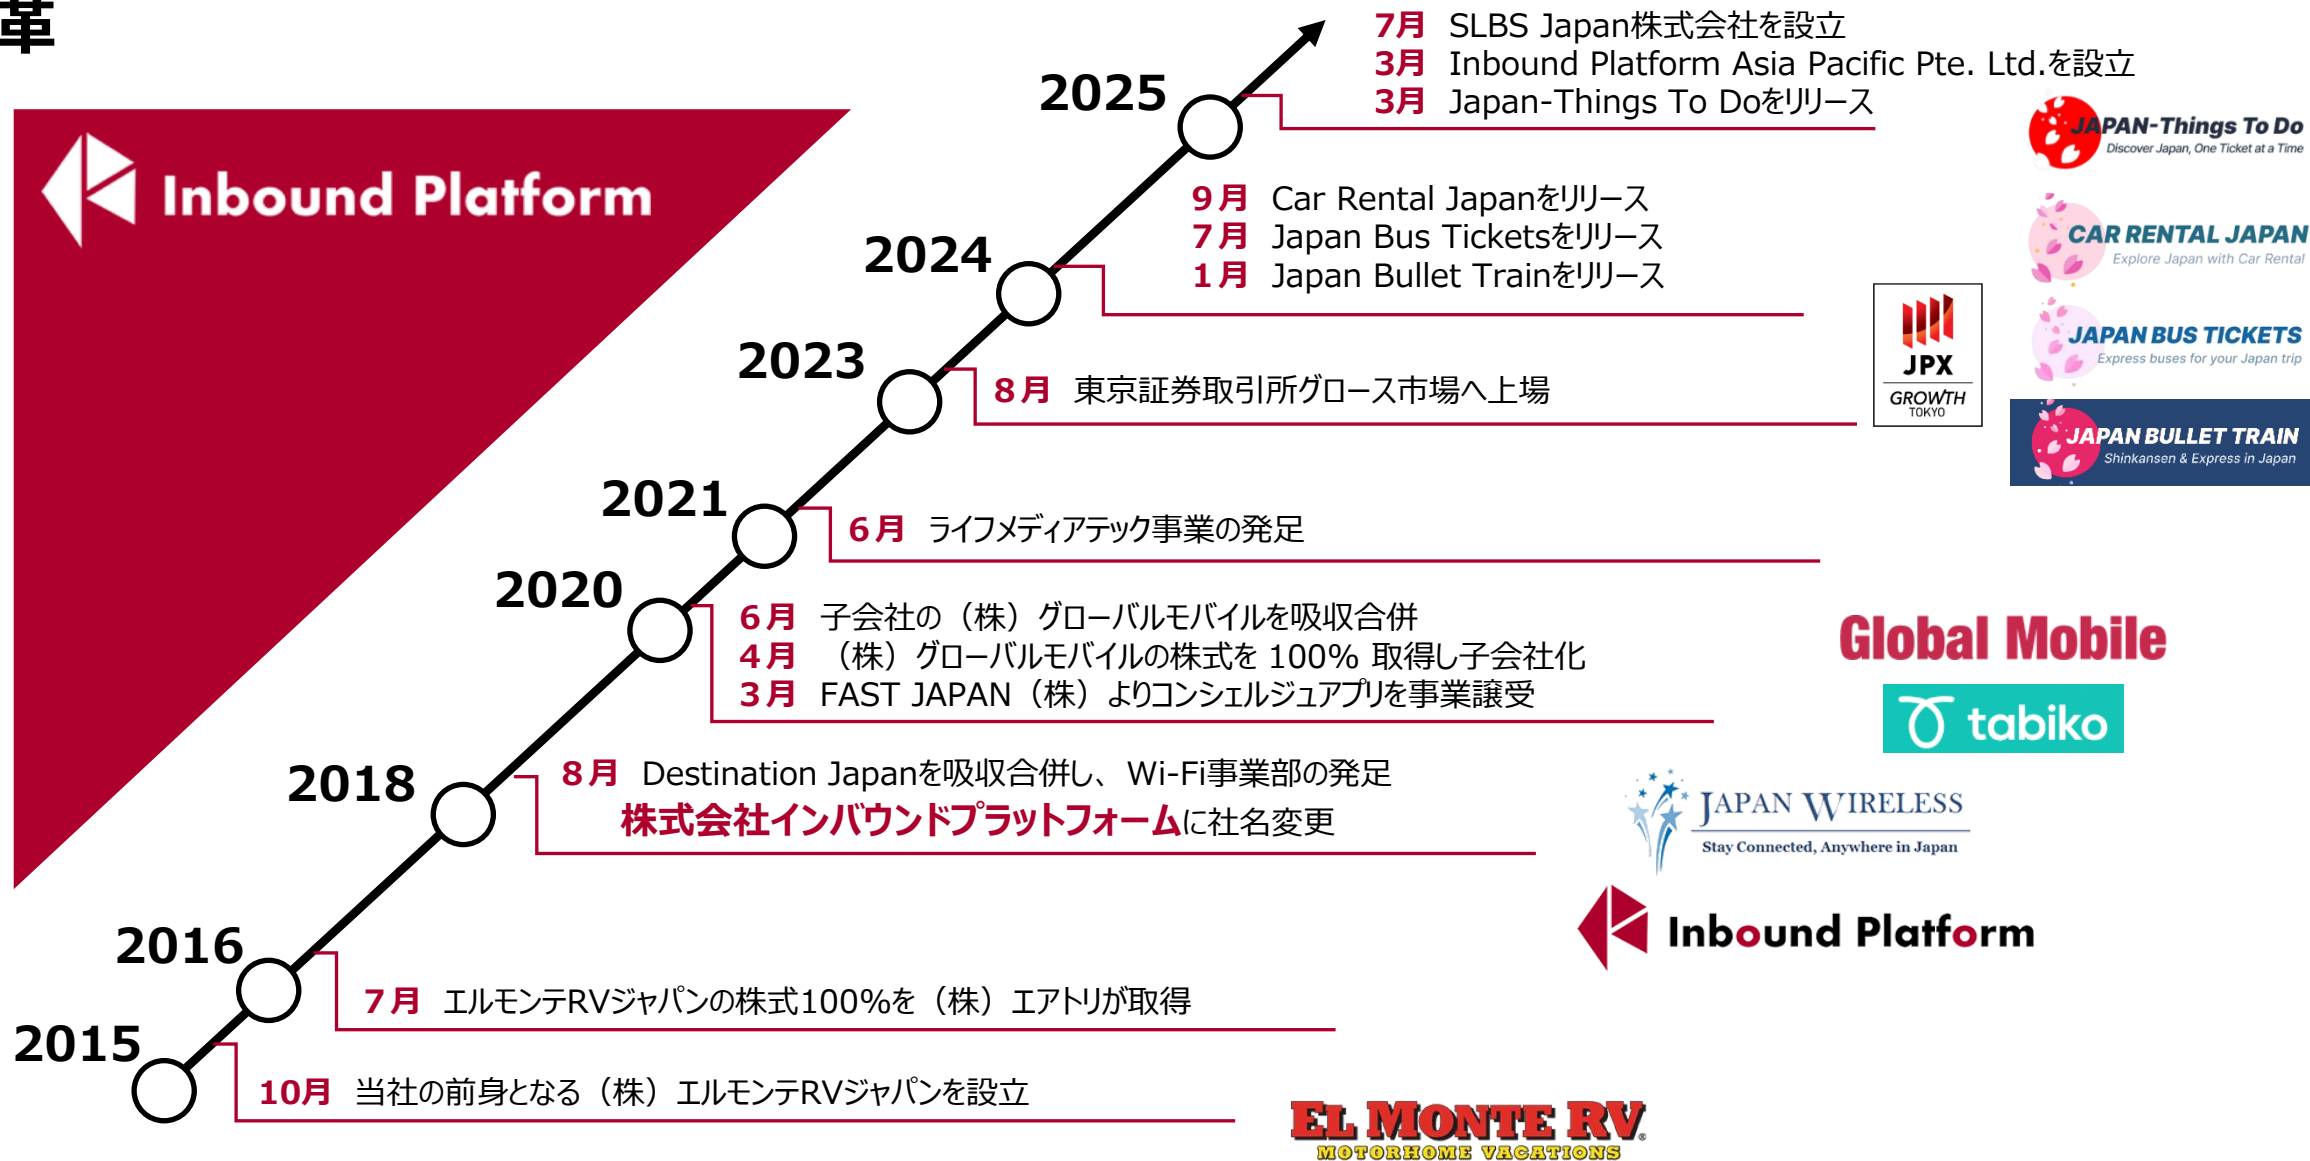 革
Inbound Platform
2025
7月 SLBS Japan株式会社を設立
3月 Inbound Platform Asia Pacific Pte. Ltd.を設立
3月 Japan-Things To Doをリリース
JAPAN-Things To Do
Discover Japan, One Ticket at a Time
2024
9月 Car Rental Japanをリリース
7月 Japan Bus Ticketsをリリース
1月 Japan Bullet Trainをリリース
CAR RENTAL JAPAN
Explore Japan with Car Rental
JAPAN BUS TICKETS
Express buses for your Japan trip
JAPAN BULLET TRAIN
Shinkansen & Express in Japan
2023
8月 東京証券取引所グロース市場へ上場
JPX
GROWTH
TOKYO
2021
6月 ライフメディアテック事業の発足
2020
6月 子会社の（株）グローバルモバイルを吸収合併
4月 （株）グローバルモバイルの株式を 100% 取得し子会社化
3月 FAST JAPAN（株）よりコンシェルジュアプリを事業譲受
Global Mobile
tabiko
2018
8月 Destination Japanを吸収合併し、Wi-Fi事業部の発足
株式会社インバウンドプラットフォームに社名変更
JAPAN WIRELESS
Stay Connected, Anywhere in Japan
Inbound Platform
2016
7月 エルモンテRVジャパンの株式100%を（株）エアトリが取得
2015
10月 当社の前身となる（株）エルモンテRVジャパンを設立
EL MONTE RV®
MOTORHOME VACATIONS